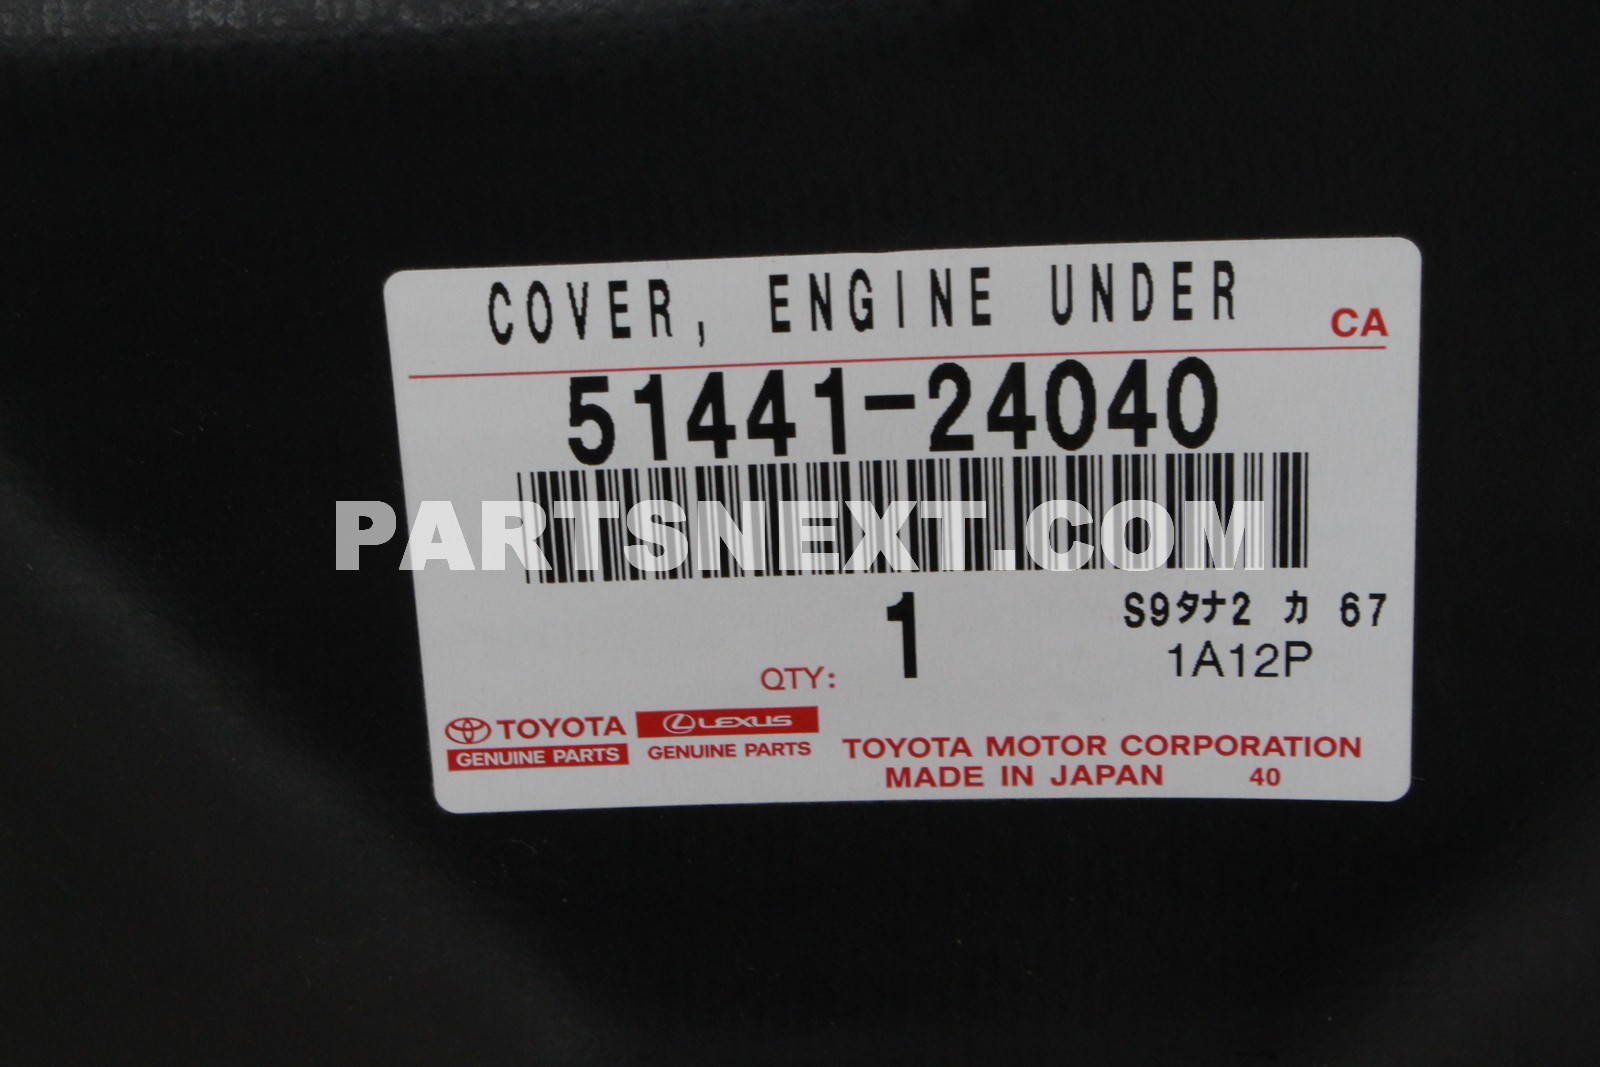 COVER, ENGINE UNDER
CA
51441-24040
PARTSNEXT.COM
1
S9タナ2 カ 67
QTY:
1A12P
TOYOTA
GENUINE PARTS
LEXUS
GENUINE PARTS
TOYOTA MOTOR CORPORATION
MADE IN JAPAN 40